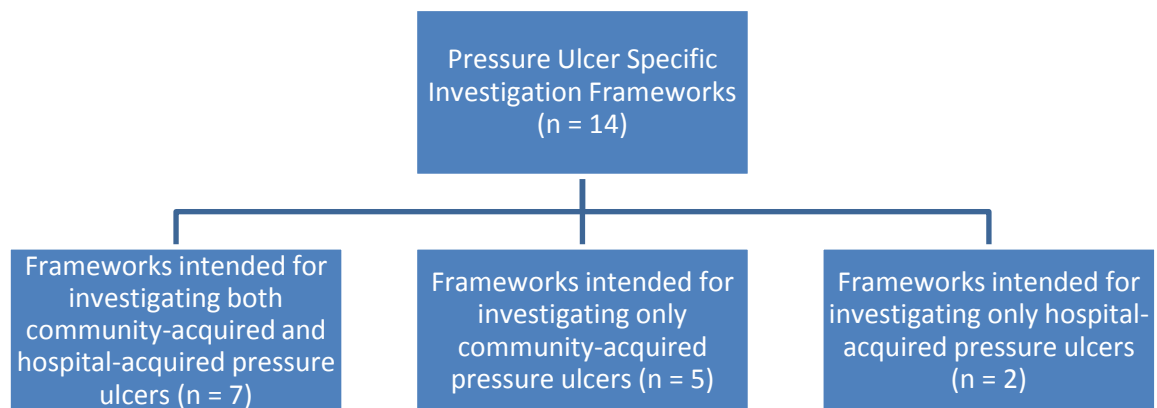 Pressure Ulcer Specific
Investigation Frameworks
(n = 14)
Frameworks intended for
investigating both
community-acquired and
hospital-acquired pressure
ulcers (n = 7)
Frameworks intended for
investigating only
community-acquired
pressure ulcers (n = 5)
Frameworks intended for
investigating only hospital-
acquired pressure ulcers
(n = 2)